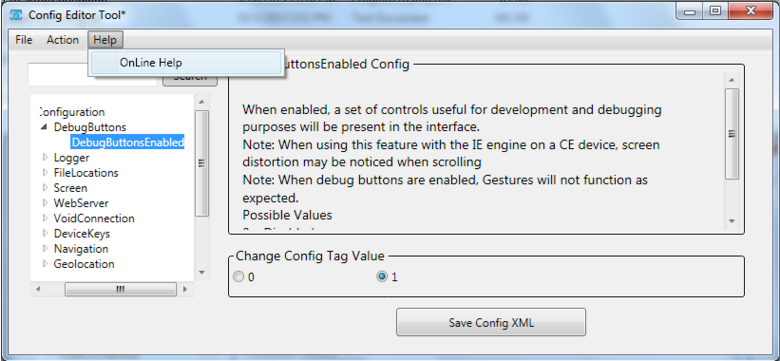 Config Editor Tool*
File Action Help
OnLine Help
Search
ButtonsEnabled Config
onfiguration
DebugButtons
DebugButtonsEnabled
Logger
FileLocations
Screen
WebServer
VoidConnection
DeviceKeys
Navigation
Geolocation
When enabled, a set of controls useful for development and debugging
purposes will be present in the interface.
Note: When using this feature with the IE engine on a CE device, screen
distortion may be noticed when scrolling
Note: When debug buttons are enabled, Gestures will not function as
expected.
Possible Values
Change Config Tag Value
0 1
Save Config XML